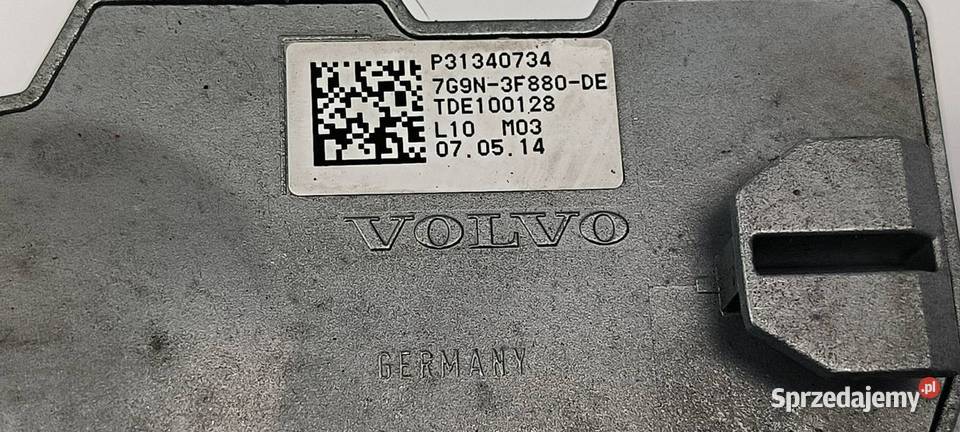 P31340734
7G9N-3F880-DE
TDE100128
L10 M03
07.05.14
VOLVO
GERMANY
Sprzedajemy.pl